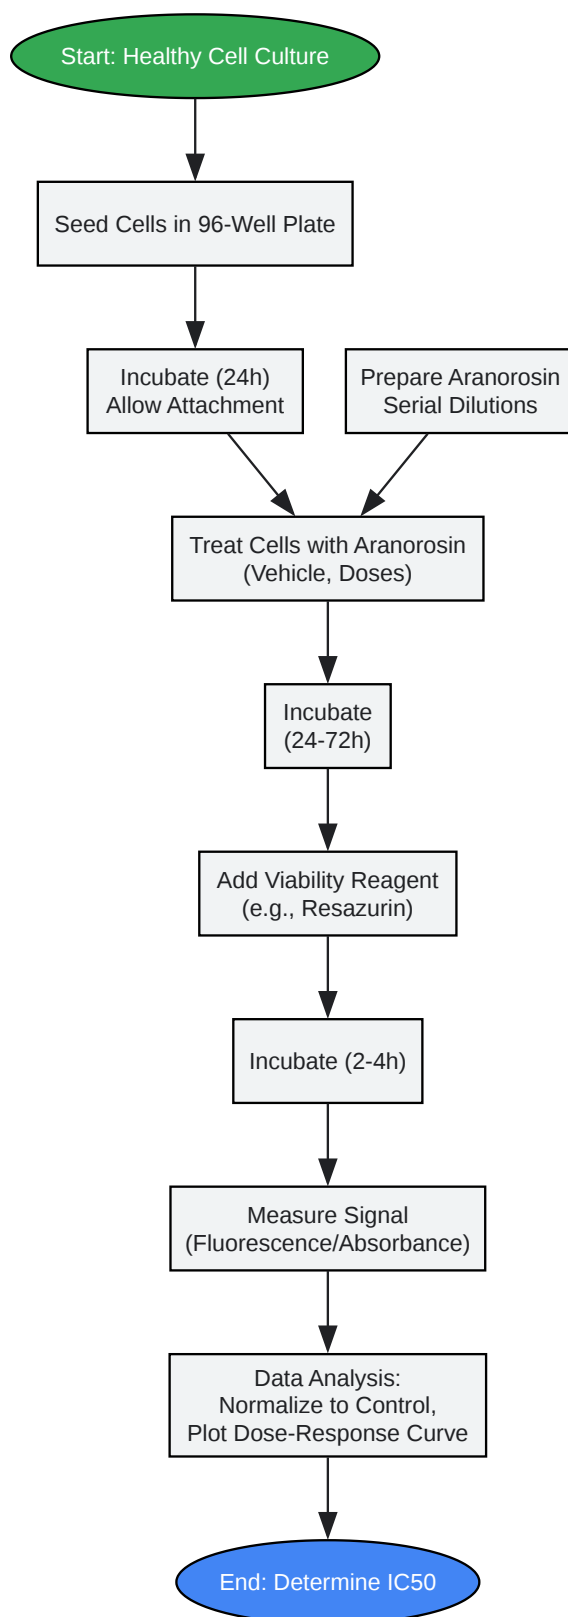 Start: Healthy Cell Culture
Seed Cells in 96-Well Plate
Incubate (24h)
Allow Attachment
Prepare Aranorosin
Serial Dilutions
Treat Cells with Aranorosin
(Vehicle, Doses)
Incubate
(24-72h)
Add Viability Reagent
(e.g., Resazurin)
Incubate (2-4h)
Measure Signal
(Fluorescence/Absorbance)
Data Analysis:
Normalize to Control,
Plot Dose-Response Curve
End: Determine IC50